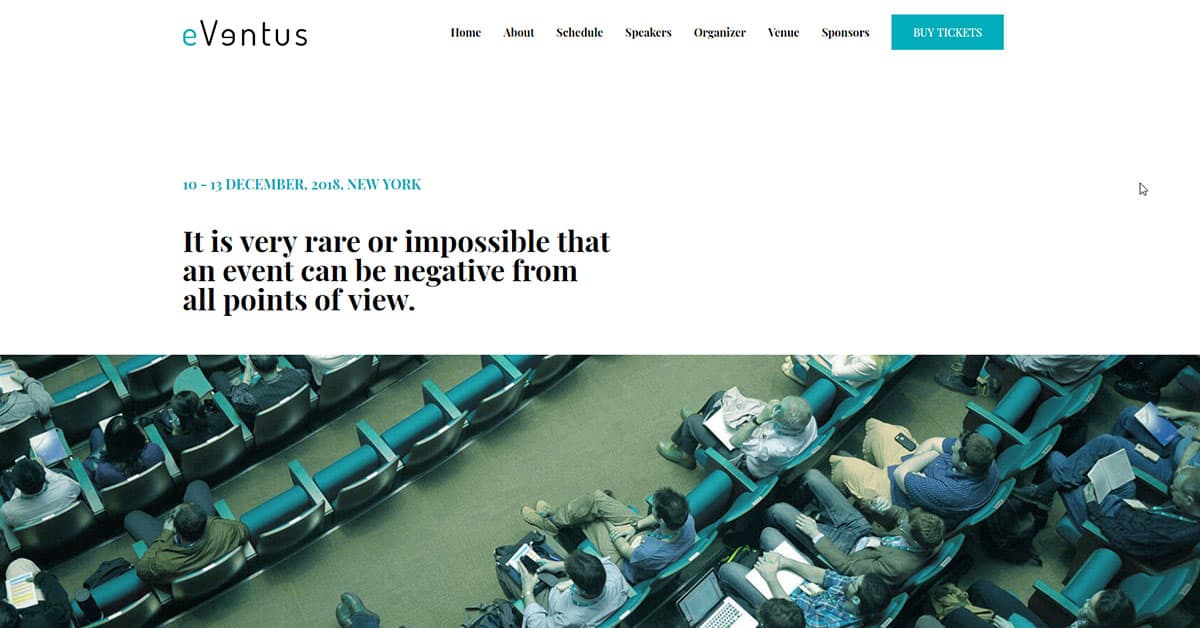 eVentus
Home About Schedule Speakers Organizer Venue Sponsors BUY TICKETS
10 - 13 DECEMBER, 2018, NEW YORK
It is very rare or impossible that
an event can be negative from
all points of view.